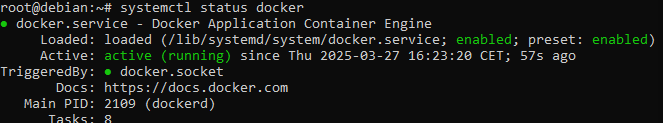 root@debian:~# systemctl status docker
● docker.service - Docker Application Container Engine
Loaded: loaded (/lib/systemd/system/docker.service; enabled; preset: enabled)
Active: active (running) since Thu 2025-03-27 16:23:20 CET; 57s ago
TriggeredBy: ● docker.socket
Docs: https://docs.docker.com
Main PID: 2109 (dockerd)
Tasks: 8